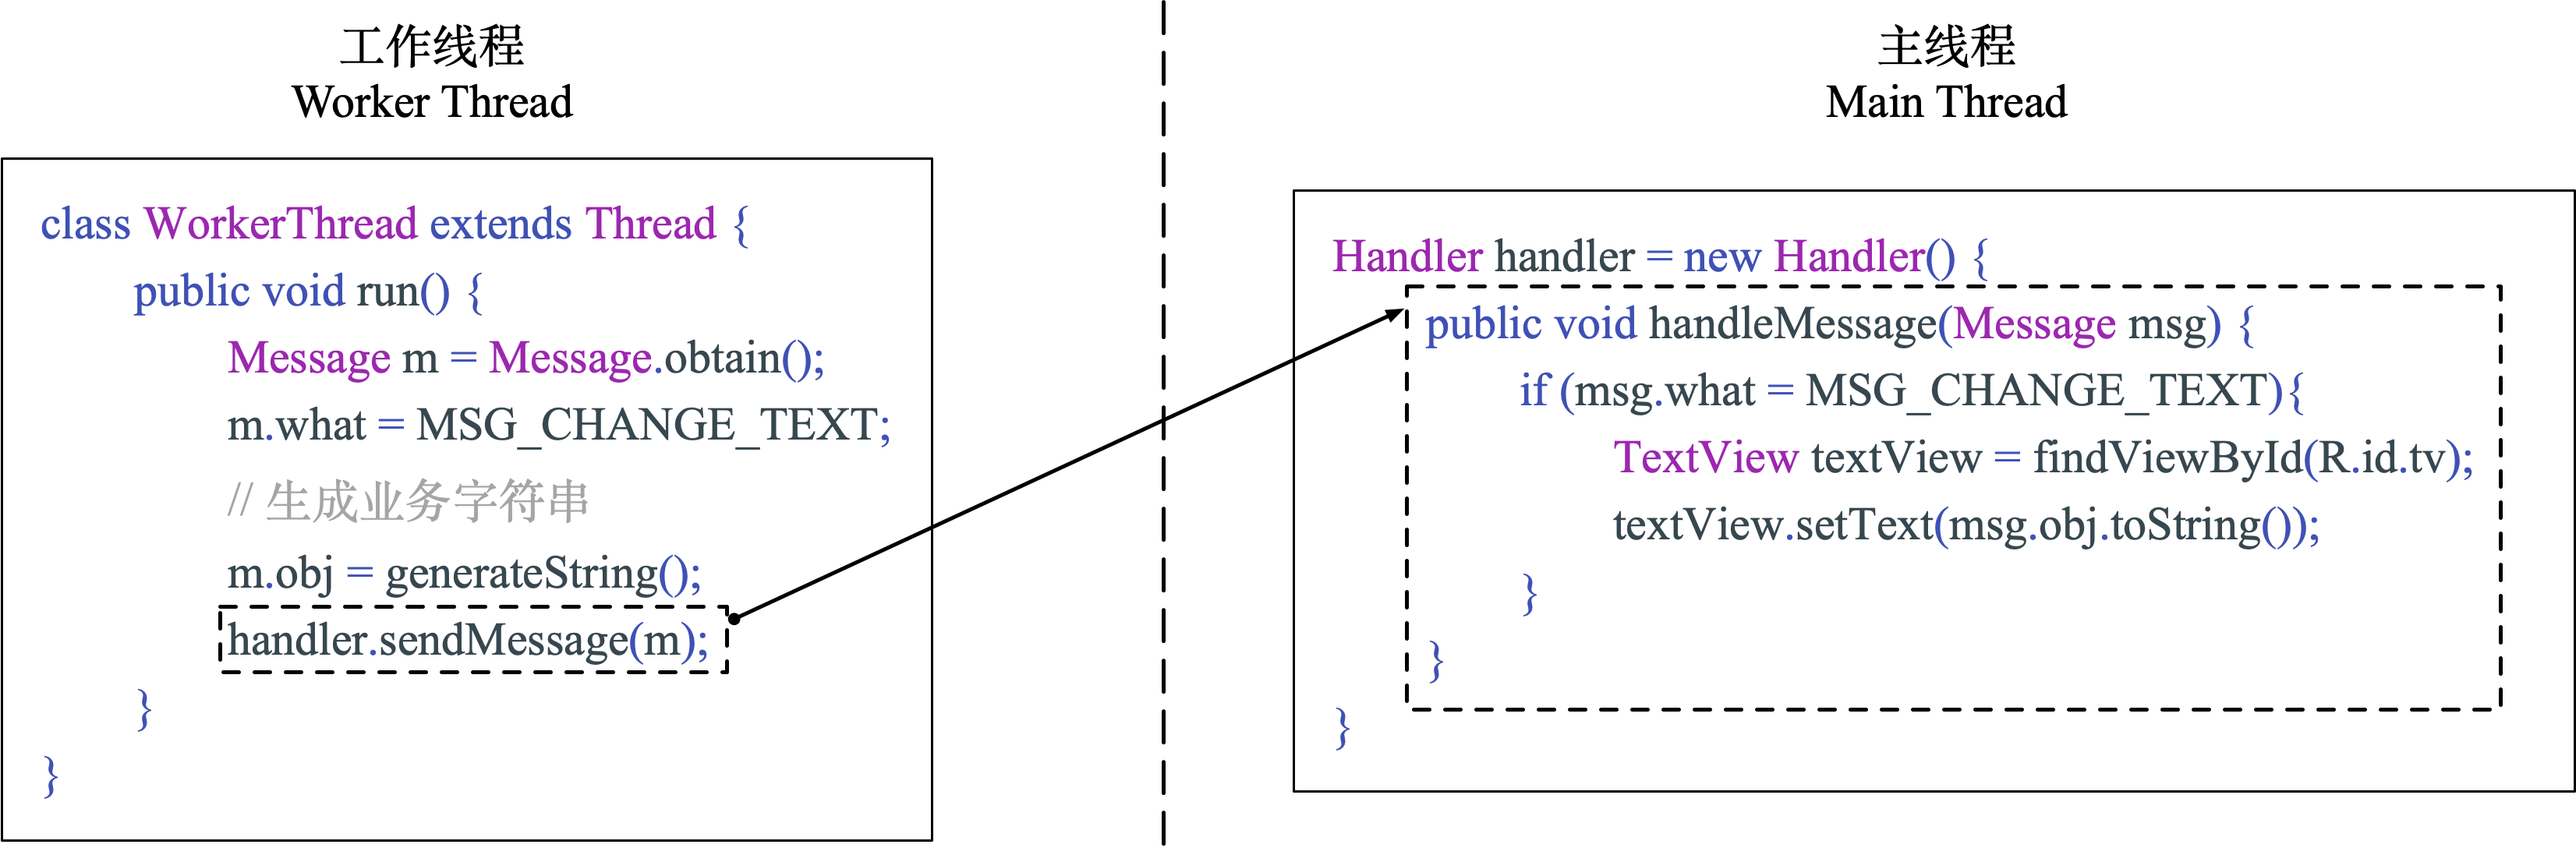 工作线程
Worker Thread
class WorkerThread extends Thread {
public void run() {
Message m = Message.obtain();
m.what = MSG_CHANGE_TEXT;
// 生成业务字符串
m.obj = generateString();
handler.sendMessage(m);
}
}
主线程
Main Thread
Handler handler = new Handler() {
public void handleMessage(Message msg) {
if (msg.what = MSG_CHANGE_TEXT){
TextView textView = findViewById(R.id.tv);
textView.setText(msg.obj.toString());
}
}
}